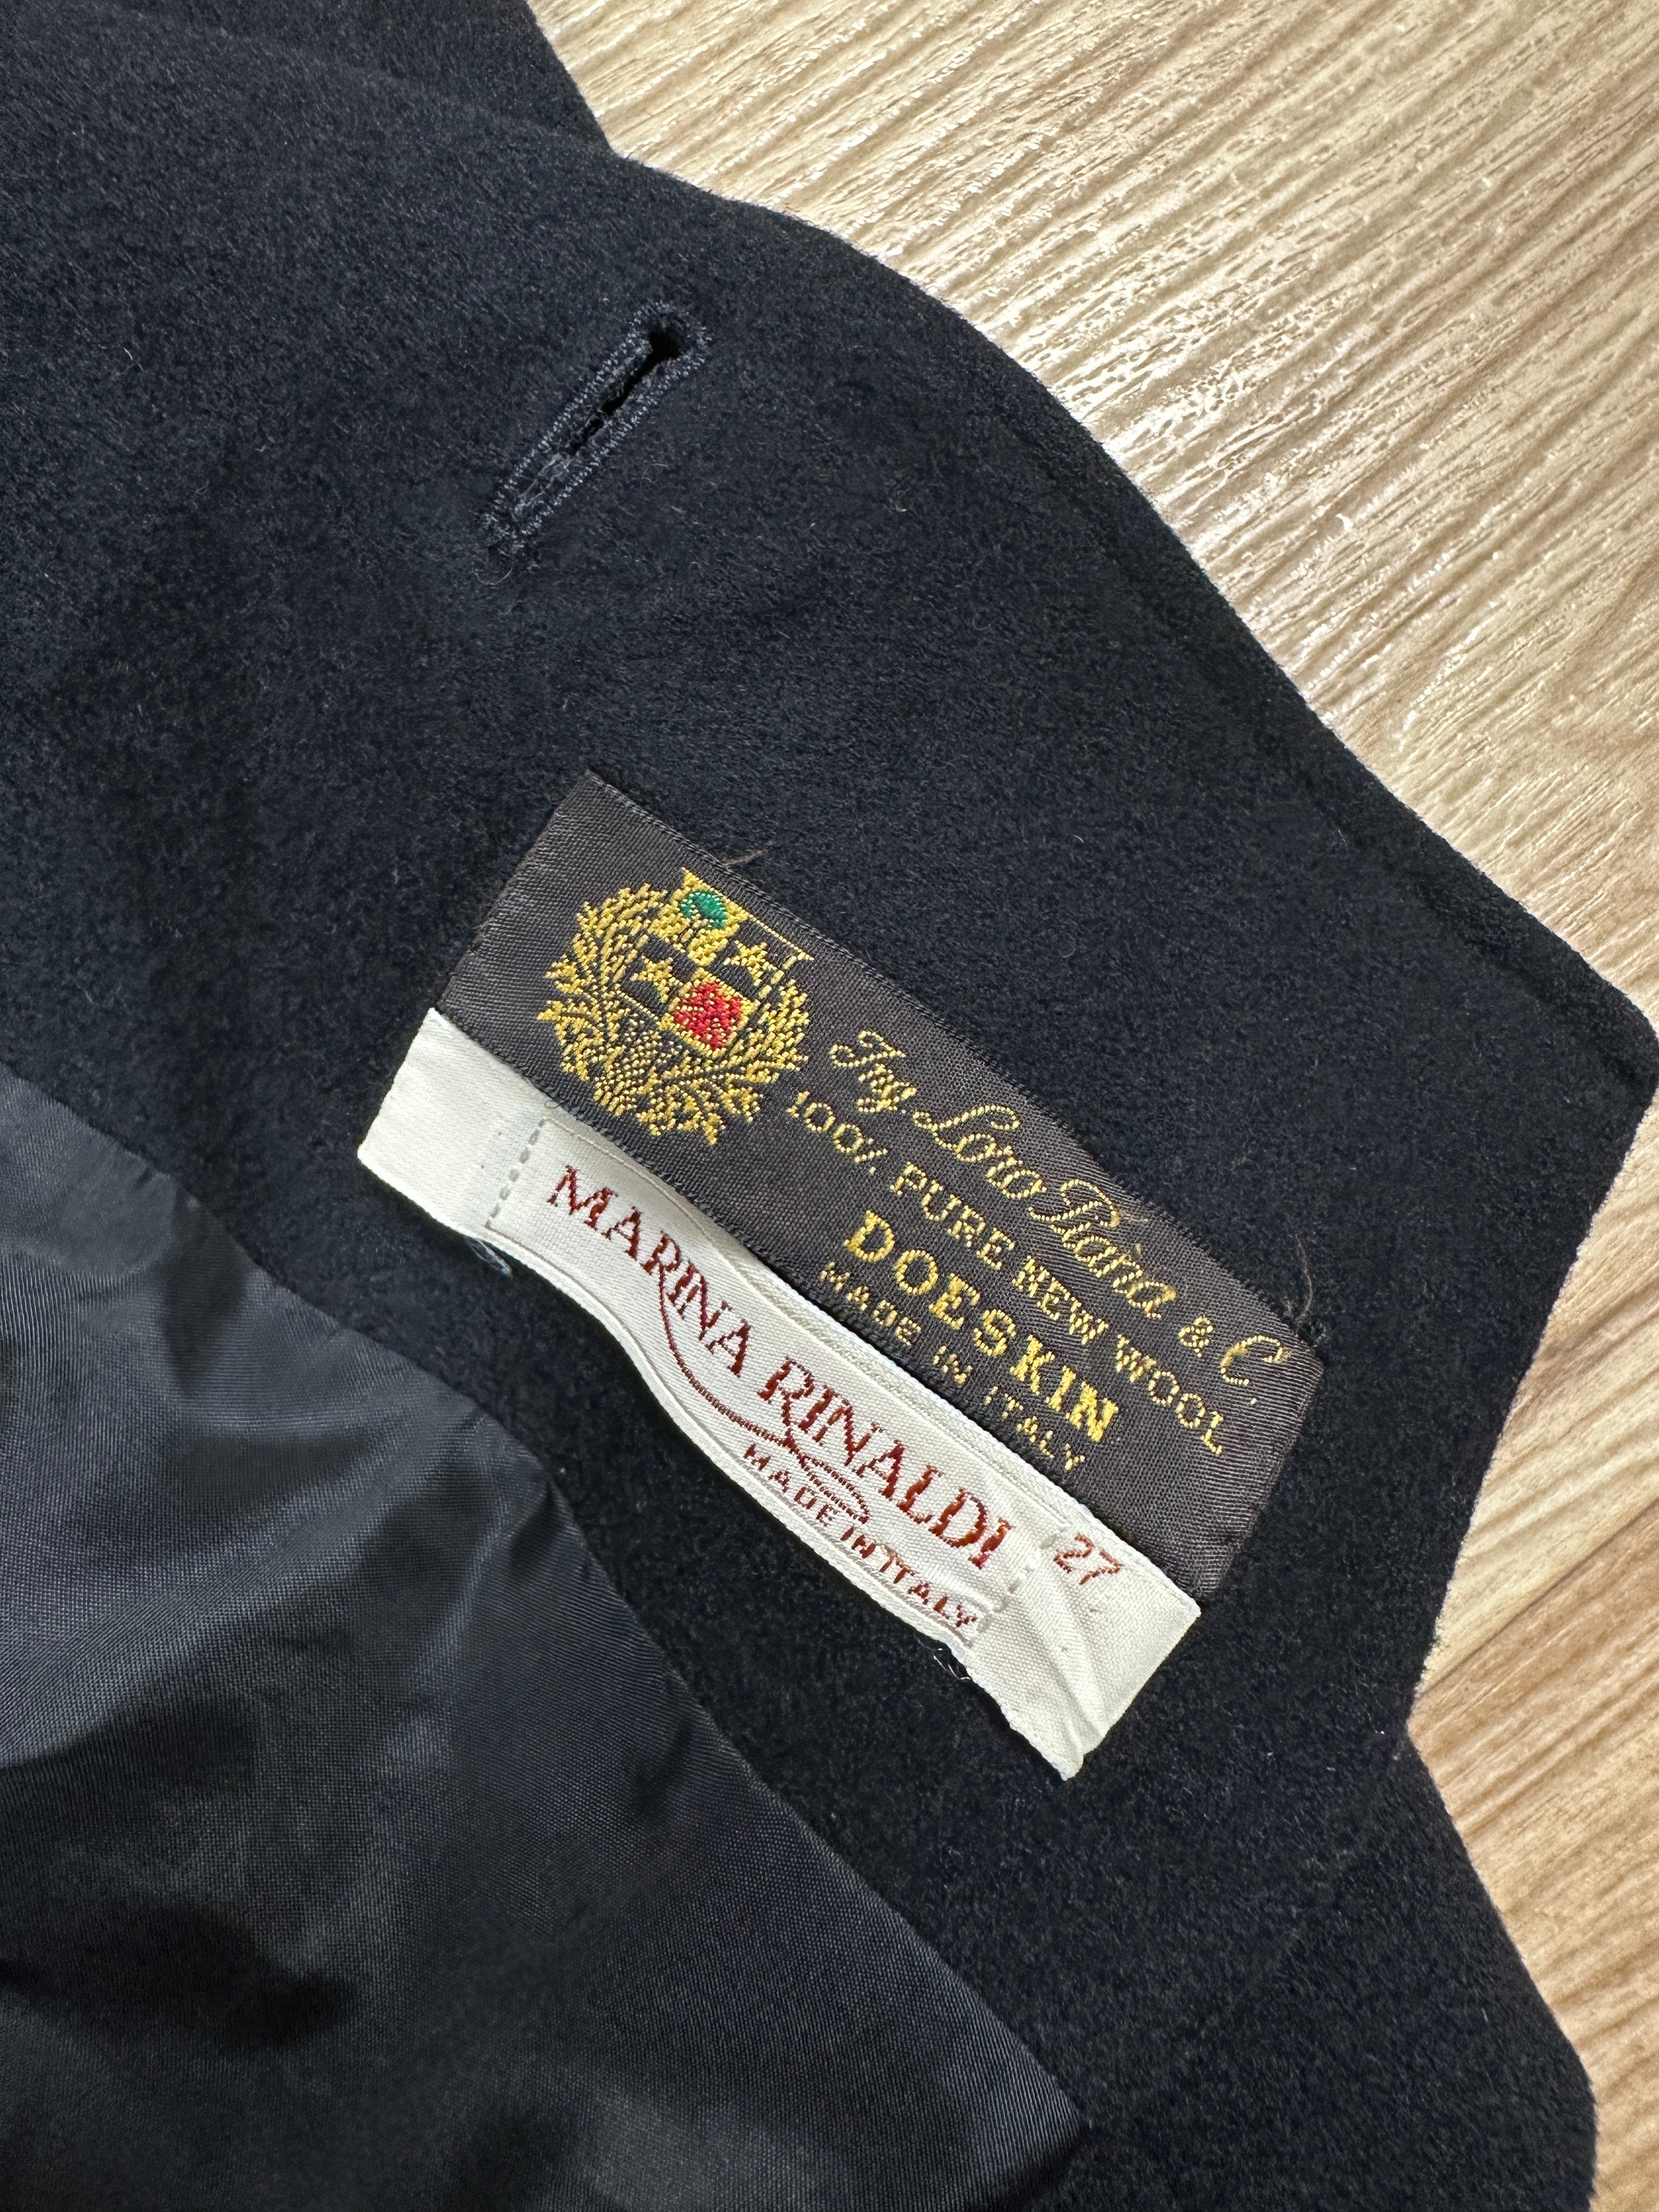 Ing Loro Piana & C.
100% PURE NEW WOOL
DOESKIN
MADE IN ITALY
MARINA RINALDI
MADE IN ITALY
27